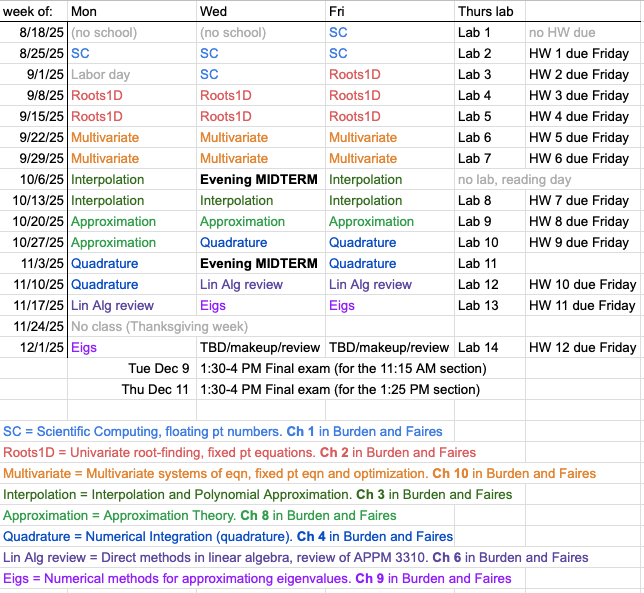 week of: Mon Wed Fri Thurs lab
8/18/25 (no school) (no school) SC Lab 1 no HW due
8/25/25 SC SC SC Lab 2 HW 1 due Friday
9/1/25 Labor day SC Roots1D Lab 3 HW 2 due Friday
9/8/25 Roots1D Roots1D Roots1D Lab 4 HW 3 due Friday
9/15/25 Roots1D Roots1D Roots1D Lab 5 HW 4 due Friday
9/22/25 Multivariate Multivariate Multivariate Lab 6 HW 5 due Friday
9/29/25 Multivariate Multivariate Multivariate Lab 7 HW 6 due Friday
10/6/25 Interpolation Evening MIDTERM Interpolation no lab, reading day
10/13/25 Interpolation Interpolation Interpolation Lab 8 HW 7 due Friday
10/20/25 Approximation Approximation Approximation Lab 9 HW 8 due Friday
10/27/25 Approximation Quadrature Quadrature Lab 10 HW 9 due Friday
11/3/25 Quadrature Evening MIDTERM Quadrature Lab 11
11/10/25 Quadrature Lin Alg review Lin Alg review Lab 12 HW 10 due Friday
11/17/25 Lin Alg review Eigs Eigs Lab 13 HW 11 due Friday
11/24/25 No class (Thanksgiving week)
12/1/25 Eigs TBD/makeup/review TBD/makeup/review Lab 14 HW 12 due Friday
Tue Dec 9 1:30-4 PM Final exam (for the 11:15 AM section)
Thu Dec 11 1:30-4 PM Final exam (for the 1:25 PM section)
SC = Scientific Computing, floating pt numbers. Ch 1 in Burden and Faires
Roots1D = Univariate root-finding, fixed pt equations. Ch 2 in Burden and Faires
Multivariate = Multivariate systems of eqn, fixed pt eqn and optimization. Ch 10 in Burden and Faires
Interpolation = Interpolation and Polynomial Approximation. Ch 3 in Burden and Faires
Approximation = Approximation Theory. Ch 8 in Burden and Faires
Quadrature = Numerical Integration (quadrature). Ch 4 in Burden and Faires
Lin Alg review = Direct methods in linear algebra, review of APPM 3310. Ch 6 in Burden and Faires
Eigs = Numerical methods for approximationg eigenvalues. Ch 9 in Burden and Faires